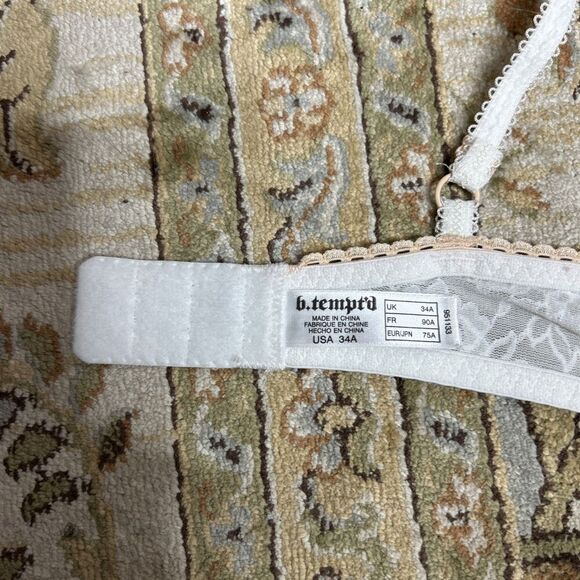 b.tempt'd
MADE IN CHINA
FABRIQUE EN CHINE
HECHO EN CHINA
USA 34A
UK 34A
FR 90A
EUR/JPN 75A
951133